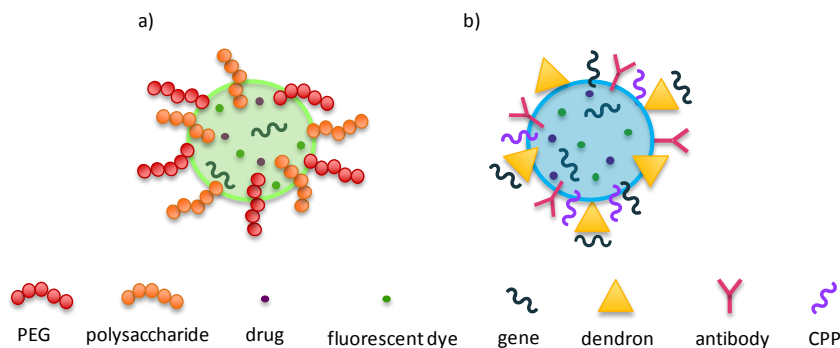 a)
b)
PEG
polysaccharide
drug
fluorescent dye
gene
dendron
antibody
CPP